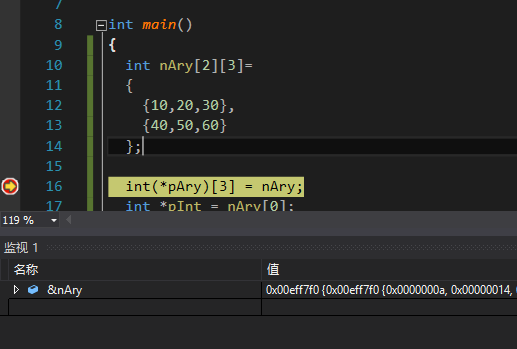 7
8 int main()
9 {
10 int nAry[2][3]=
11 {
12 {10,20,30},
13 {40,50,60}
14 };
15
16 int(*pAry)[3] = nAry;
17 int *pInt = nAry[0];
119 %
监视 1
名称 值
&nAry 0x00eff7f0 {0x00eff7f0 {0x0000000a, 0x00000014,